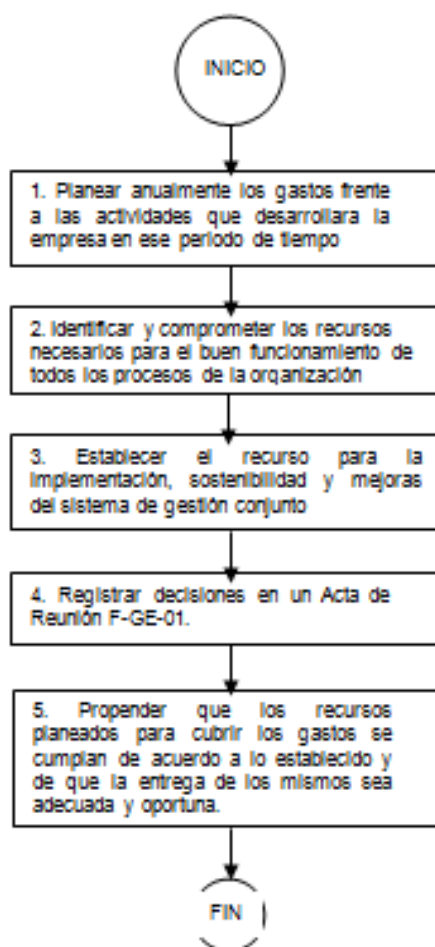 INICIO
1. Planear anualmente los gastos frente
a las actividades que desarrollara la
empresa en ese periodo de tiempo
2. Identificar y comprometer los recursos
necesarios para el buen funcionamiento de
todos los procesos de la organización
3. Establecer el recurso para la
implementación, sostenibilidad y mejoras
del sistema de gestión conjunto
4. Registrar decisiones en un Acta de
Reunión F-GE-01.
5. Propender que los recursos
planeados para cubrir los gastos se
cumplan de acuerdo a lo establecido y
de que la entrega de los mismos sea
adecuada y oportuna.
FIN